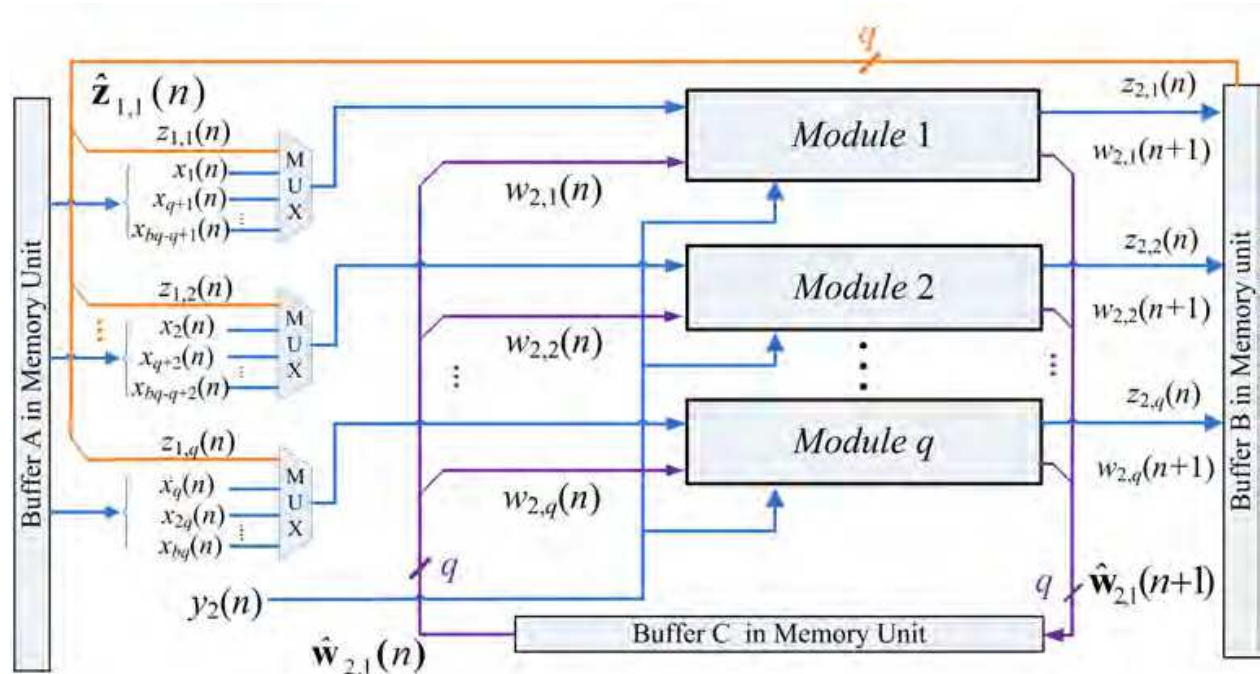 q
ẑ1,1(n)
z1,1(n)
x1(n)
xq+1(n)
⋮
xbq-q+1(n)
MUX
Module 1
w2,1(n)
z2,1(n)
w2,1(n+1)
z1,2(n)
x2(n)
xq+2(n)
⋮
xbq-q+2(n)
MUX
Module 2
w2,2(n)
z2,2(n)
w2,2(n+1)
z1,q(n)
xq(n)
x2q(n)
⋮
xbq(n)
MUX
Module q
w2,q(n)
z2,q(n)
w2,q(n+1)
Buffer A in Memory Unit
Buffer B in Memory unit
q
q
ŵ2,1(n+1)
y2(n)
ŵ2,1(n)
Buffer C in Memory Unit